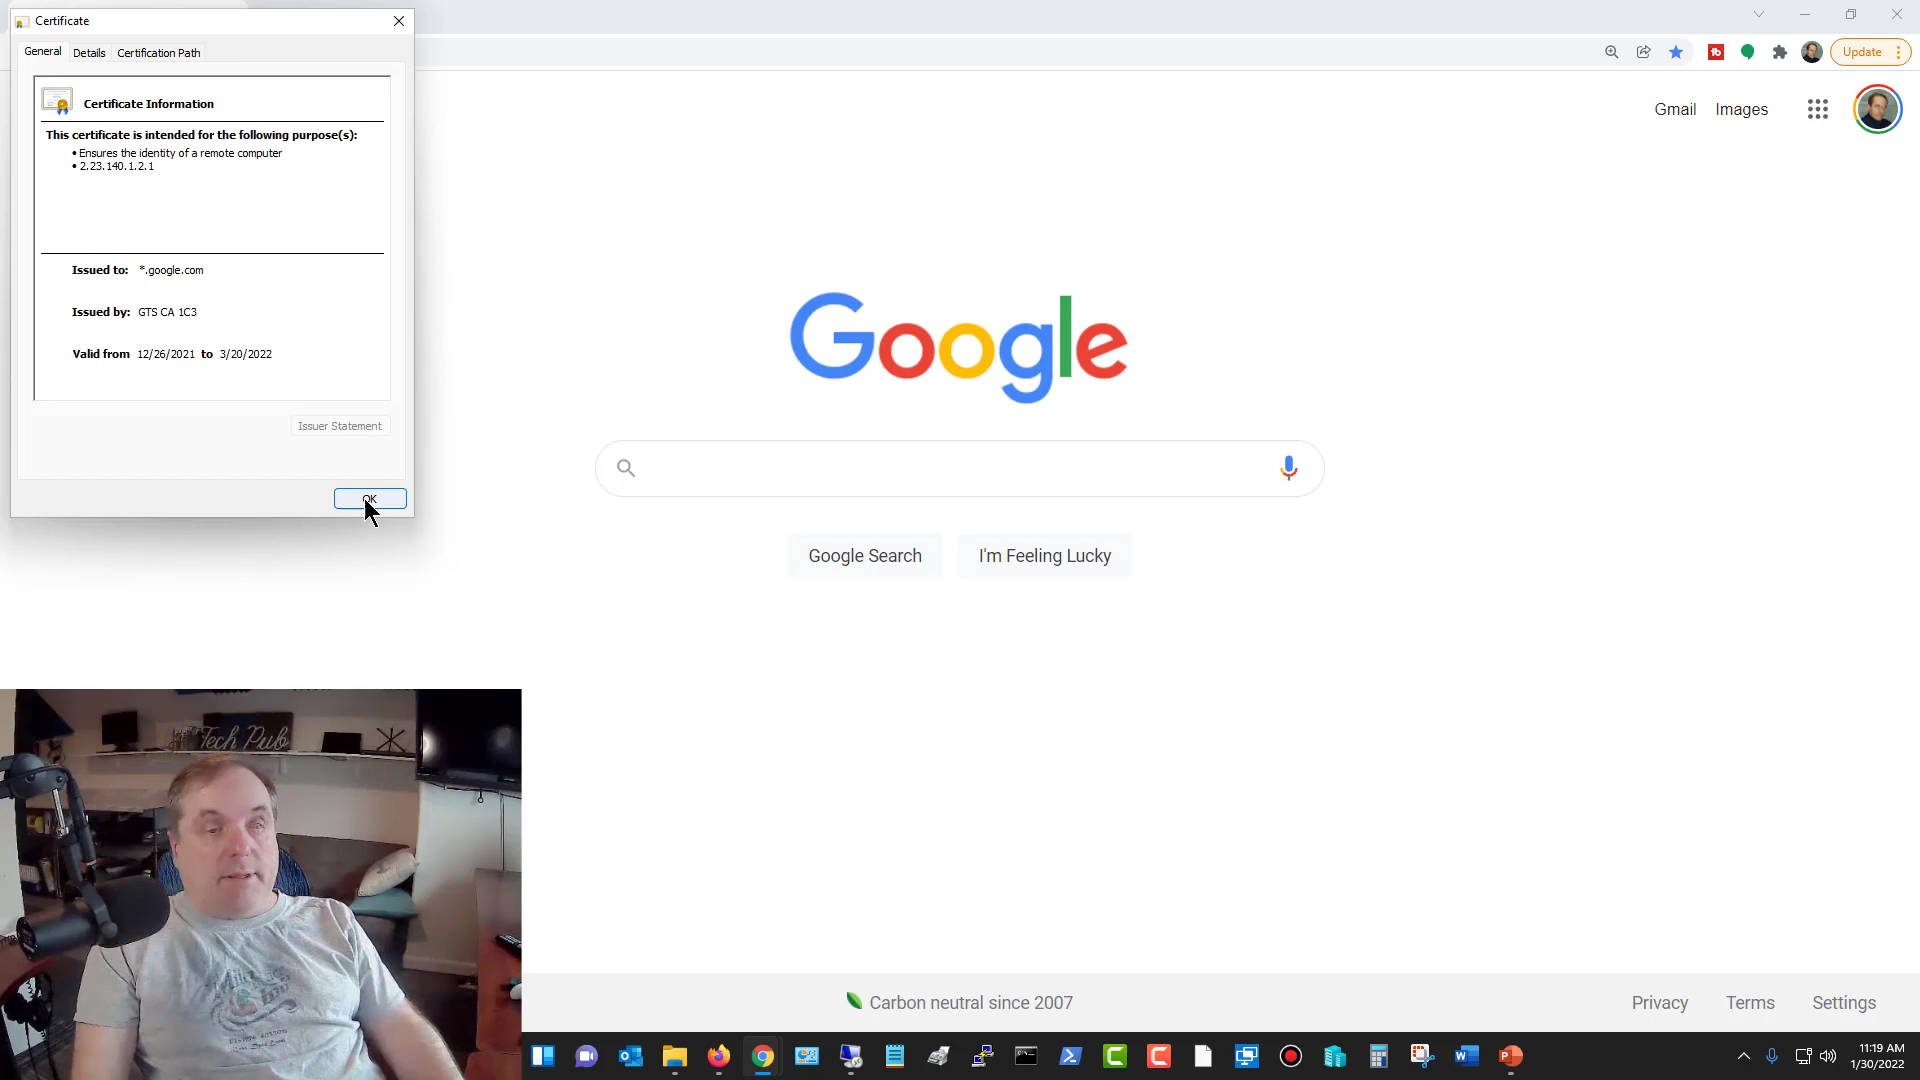 Certificate
General Details Certification Path
Certificate Information
This certificate is intended for the following purpose(s):
• Ensures the identity of a remote computer
• 2.23.140.1.2.1
Issued to: *.google.com
Issued by: GTS CA 1C3
Valid from 12/26/2021 to 3/20/2022
Issuer Statement
OK
Update
Gmail Images
Google
Google Search I'm Feeling Lucky
Tech Pub
Carbon neutral since 2007
Privacy Terms Settings
11:19 AM
1/30/2022